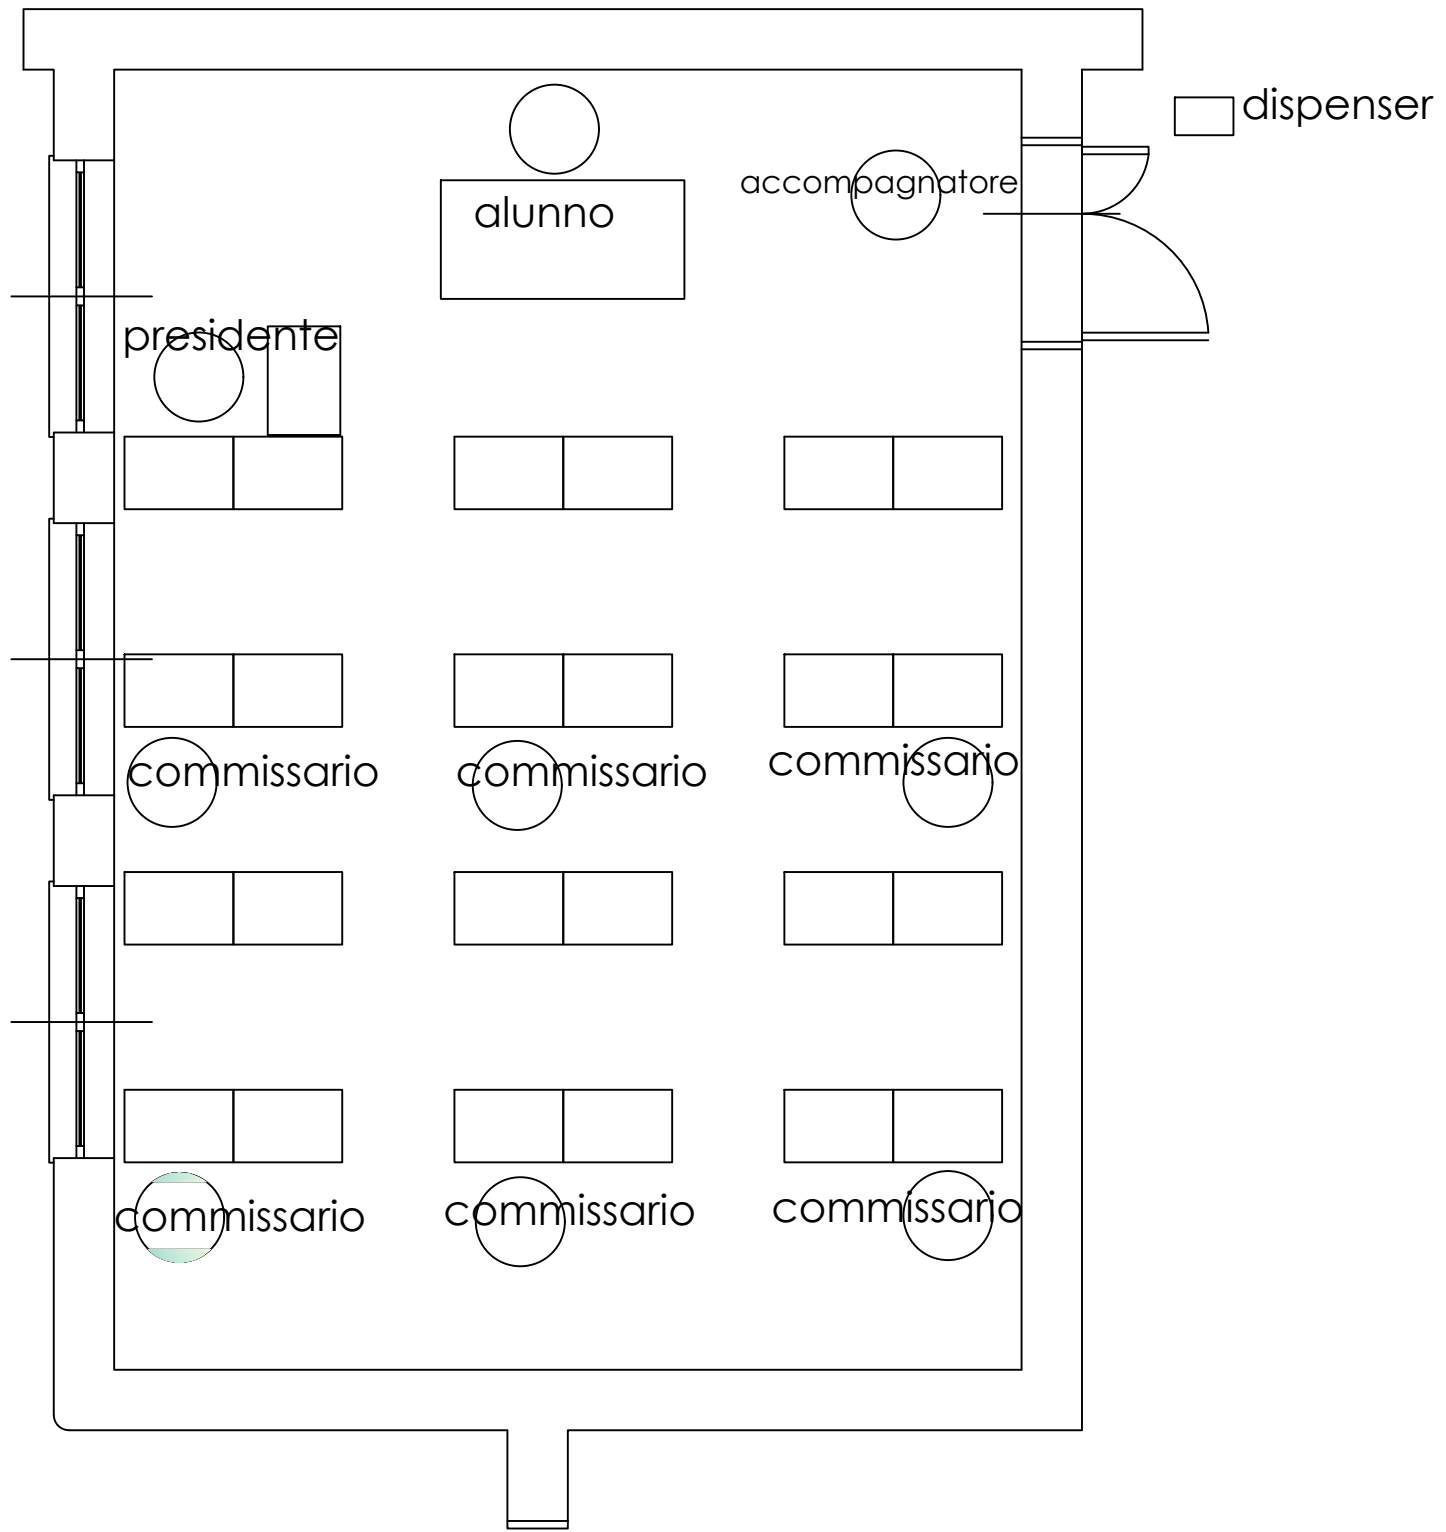 dispenser
accompagnatore
alunno
presidente
commissario
commissario
commissario
commissario
commissario
commissario